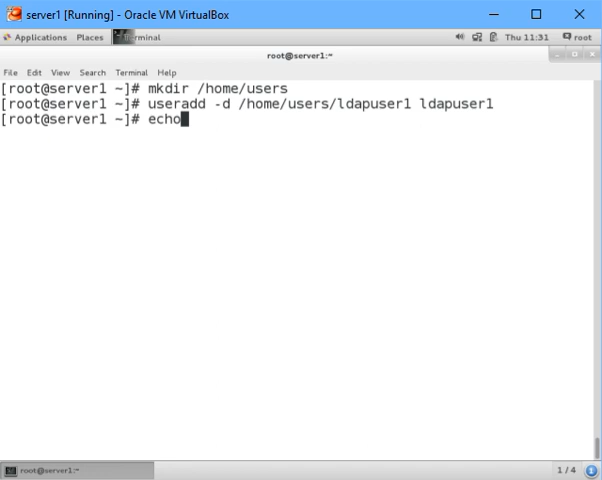 server1 [Running] - Oracle VM VirtualBox
Applications Places Terminal Thu 11:31 root
root@server1:~
File Edit View Search Terminal Help
[root@server1 ~]# mkdir /home/users
[root@server1 ~]# useradd -d /home/users/ldapuser1 ldapuser1
[root@server1 ~]# echo
root@server1:~ 1 / 4 1